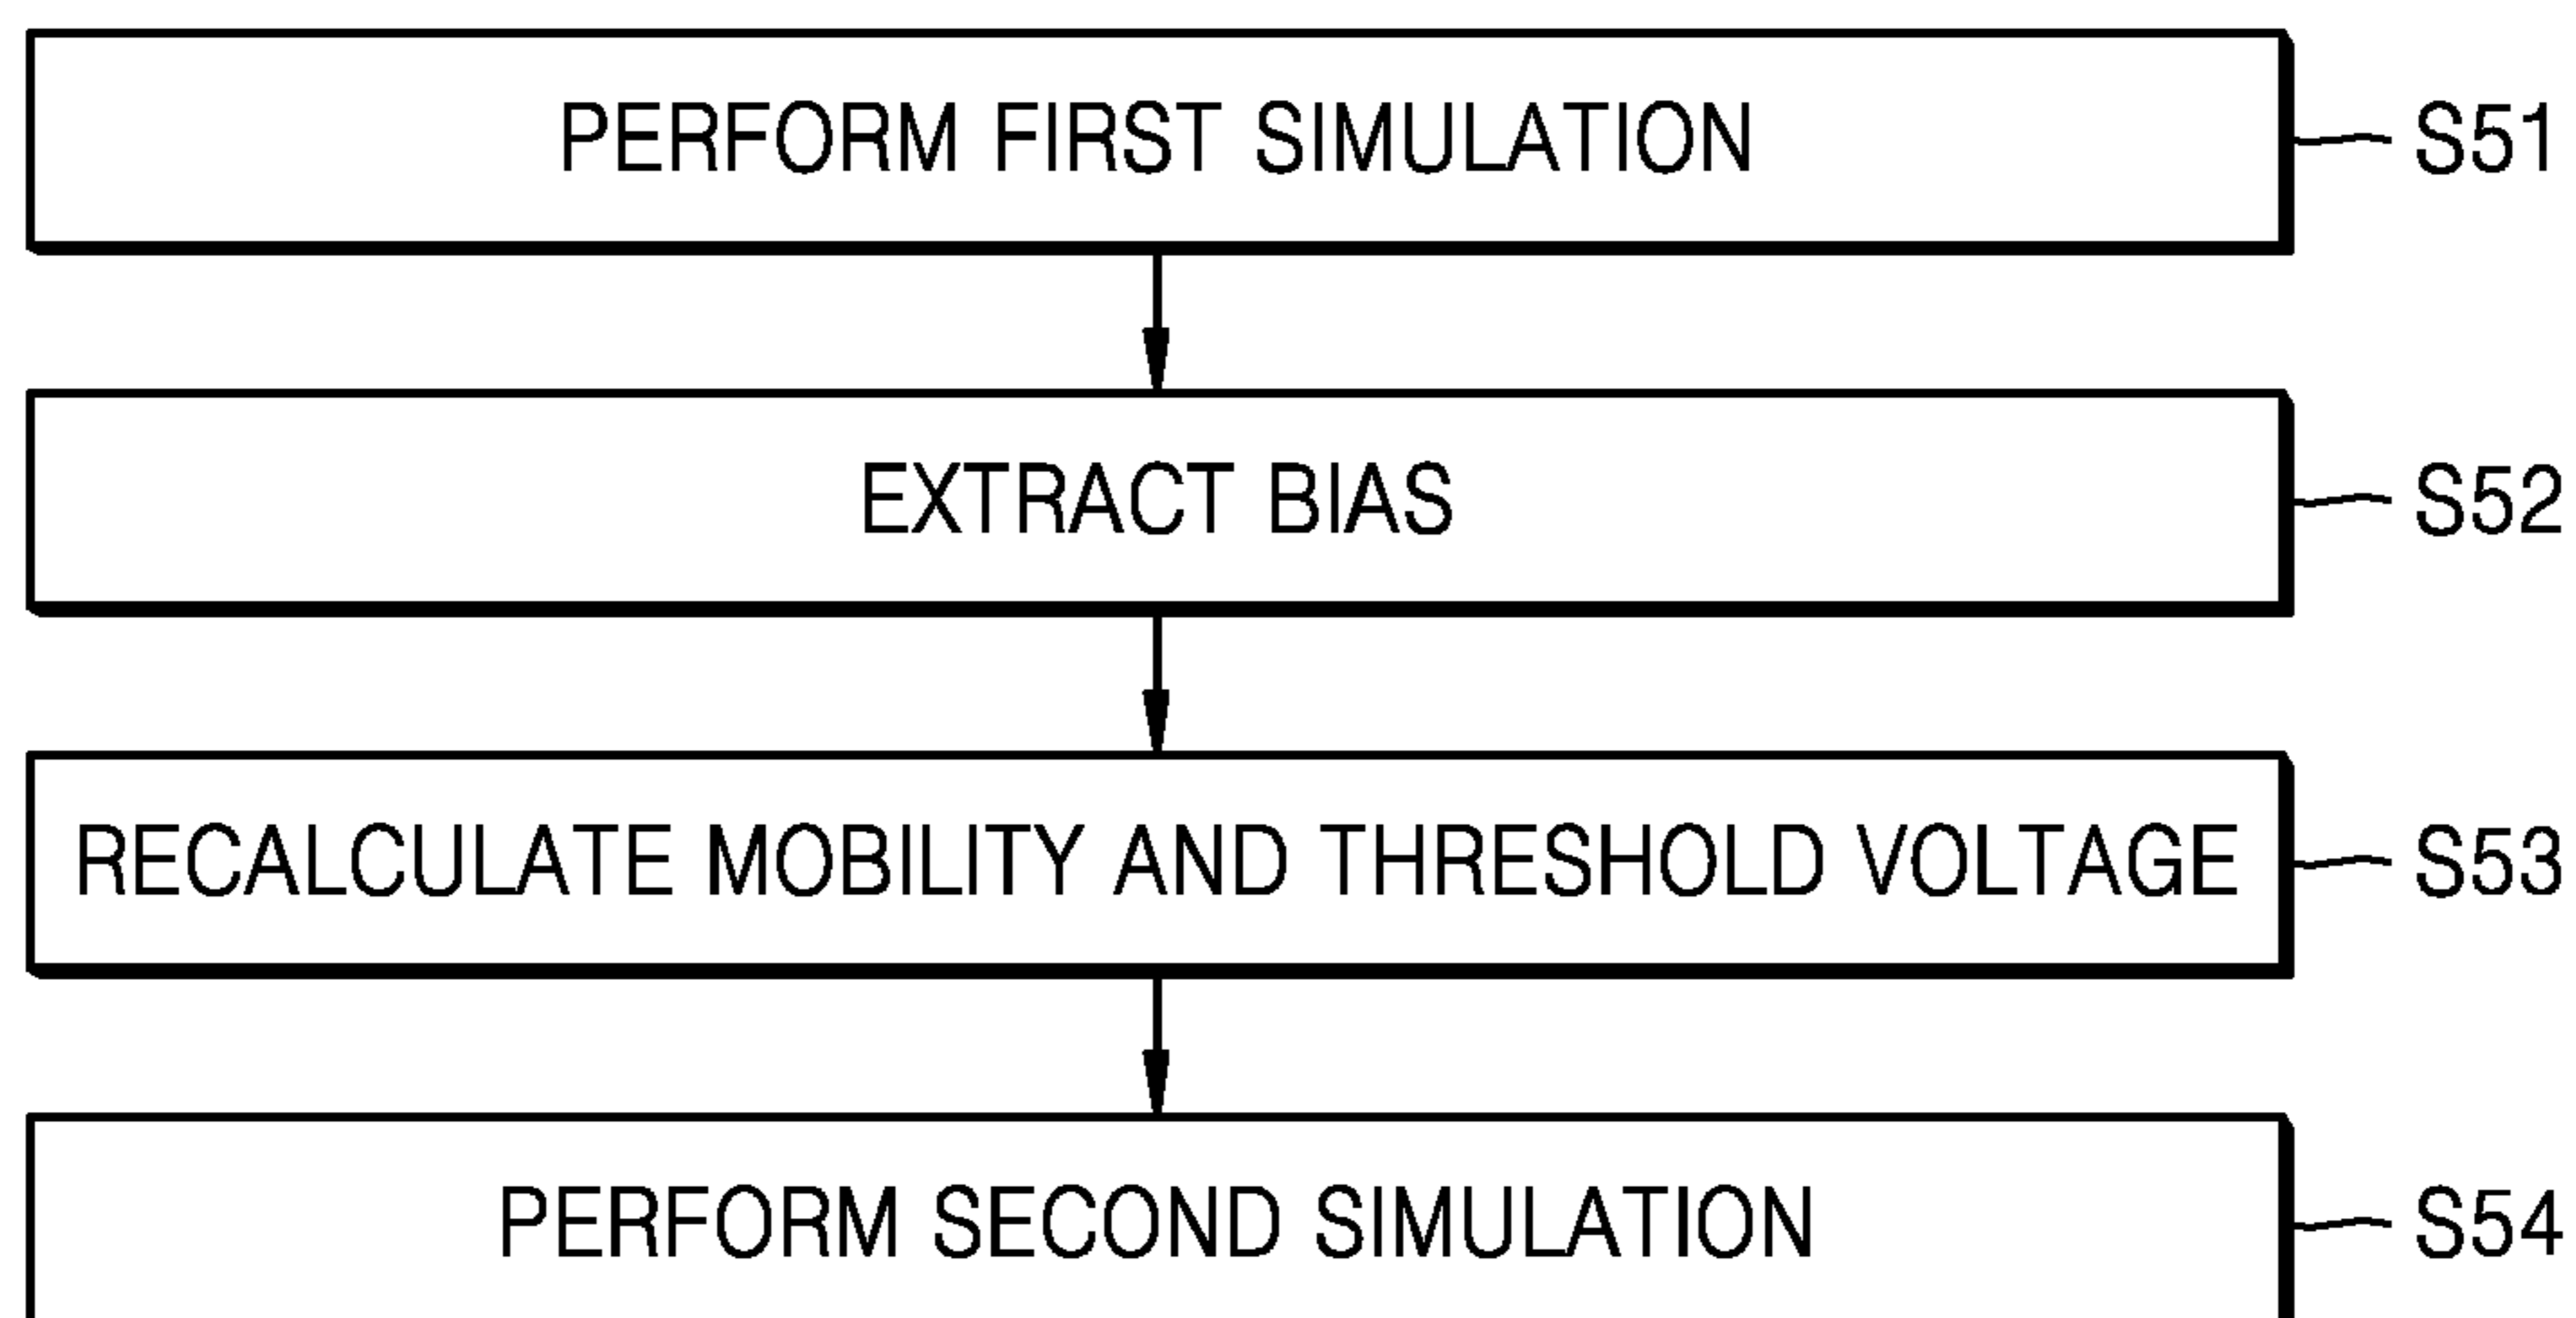 PERFORM FIRST SIMULATION S51
EXTRACT BIAS S52
RECALCULATE MOBILITY AND THRESHOLD VOLTAGE S53
PERFORM SECOND SIMULATION S54